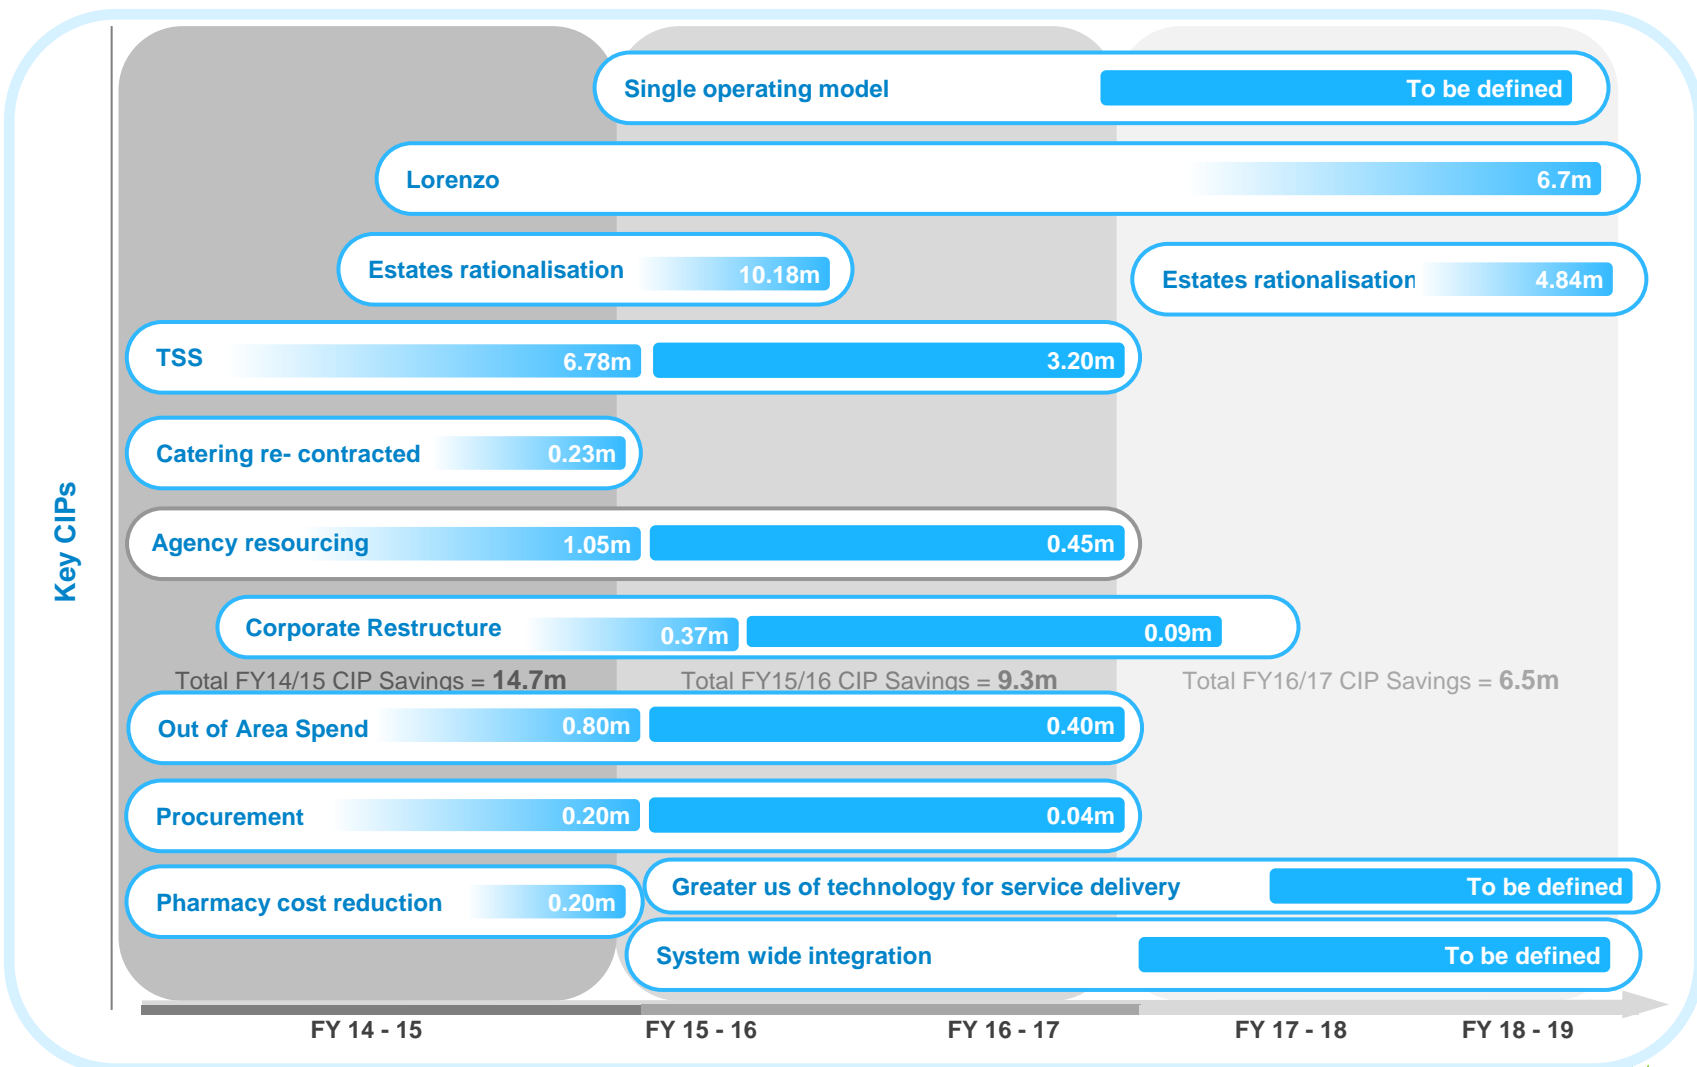 Key CIPs
Single operating model To be defined
Lorenzo 6.7m
Estates rationalisation 10.18m
Estates rationalisation 4.84m
TSS 6.78m 3.20m
Catering re- contracted 0.23m
Agency resourcing 1.05m 0.45m
Corporate Restructure 0.37m 0.09m
Total FY14/15 CIP Savings = 14.7m
Total FY15/16 CIP Savings = 9.3m
Total FY16/17 CIP Savings = 6.5m
Out of Area Spend 0.80m 0.40m
Procurement 0.20m 0.04m
Pharmacy cost reduction 0.20m
Greater us of technology for service delivery To be defined
System wide integration To be defined
FY 14 - 15 FY 15 - 16 FY 16 - 17 FY 17 - 18 FY 18 - 19